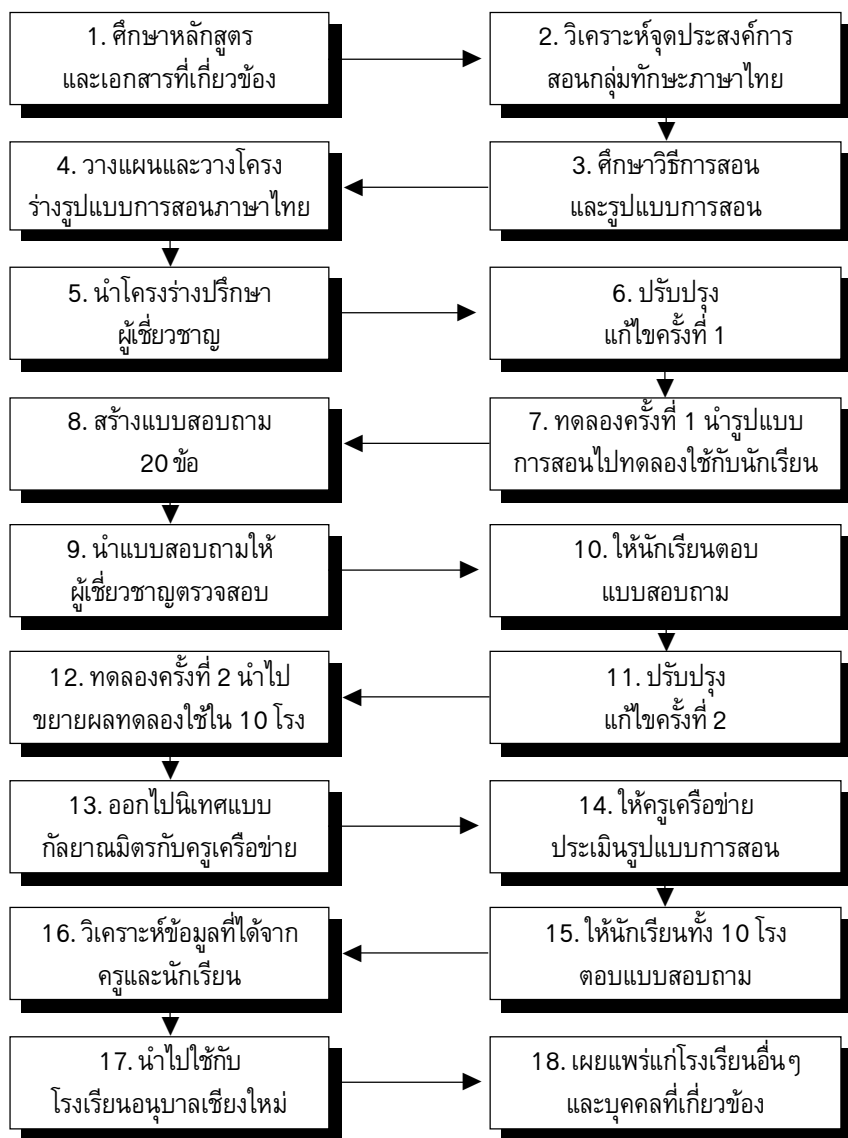 1. ศึกษาหลักสูตร
และเอกสารที่เกี่ยวข้อง
2. วิเคราะห์จุดประสงค์การ
สอนกลุ่มทักษะภาษาไทย
3. ศึกษาวิธีการสอน
และรูปแบบการสอน
4. วางแผนและวางโครง
ร่างรูปแบบการสอนภาษาไทย
5. นำโครงร่างปรึกษา
ผู้เชี่ยวชาญ
6. ปรับปรุง
แก้ไขครั้งที่ 1
7. ทดลองครั้งที่ 1 นำรูปแบบ
การสอนไปทดลองใช้กับนักเรียน
8. สร้างแบบสอบถาม
20 ข้อ
9. นำแบบสอบถามให้
ผู้เชี่ยวชาญตรวจสอบ
10. ให้นักเรียนตอบ
แบบสอบถาม
11. ปรับปรุง
แก้ไขครั้งที่ 2
12. ทดลองครั้งที่ 2 นำไป
ขยายผลทดลองใช้ใน 10 โรง
13. ออกไปนิเทศแบบ
กัลยาณมิตรกับครูเครือข่าย
14. ให้ครูเครือข่าย
ประเมินรูปแบบการสอน
15. ให้นักเรียนทั้ง 10 โรง
ตอบแบบสอบถาม
16. วิเคราะห์ข้อมูลที่ได้จาก
ครูและนักเรียน
17. นำไปใช้กับ
โรงเรียนอนุบาลเชียงใหม่
18. เผยแพร่แก่โรงเรียนอื่นๆ
และบุคคลที่เกี่ยวข้อง